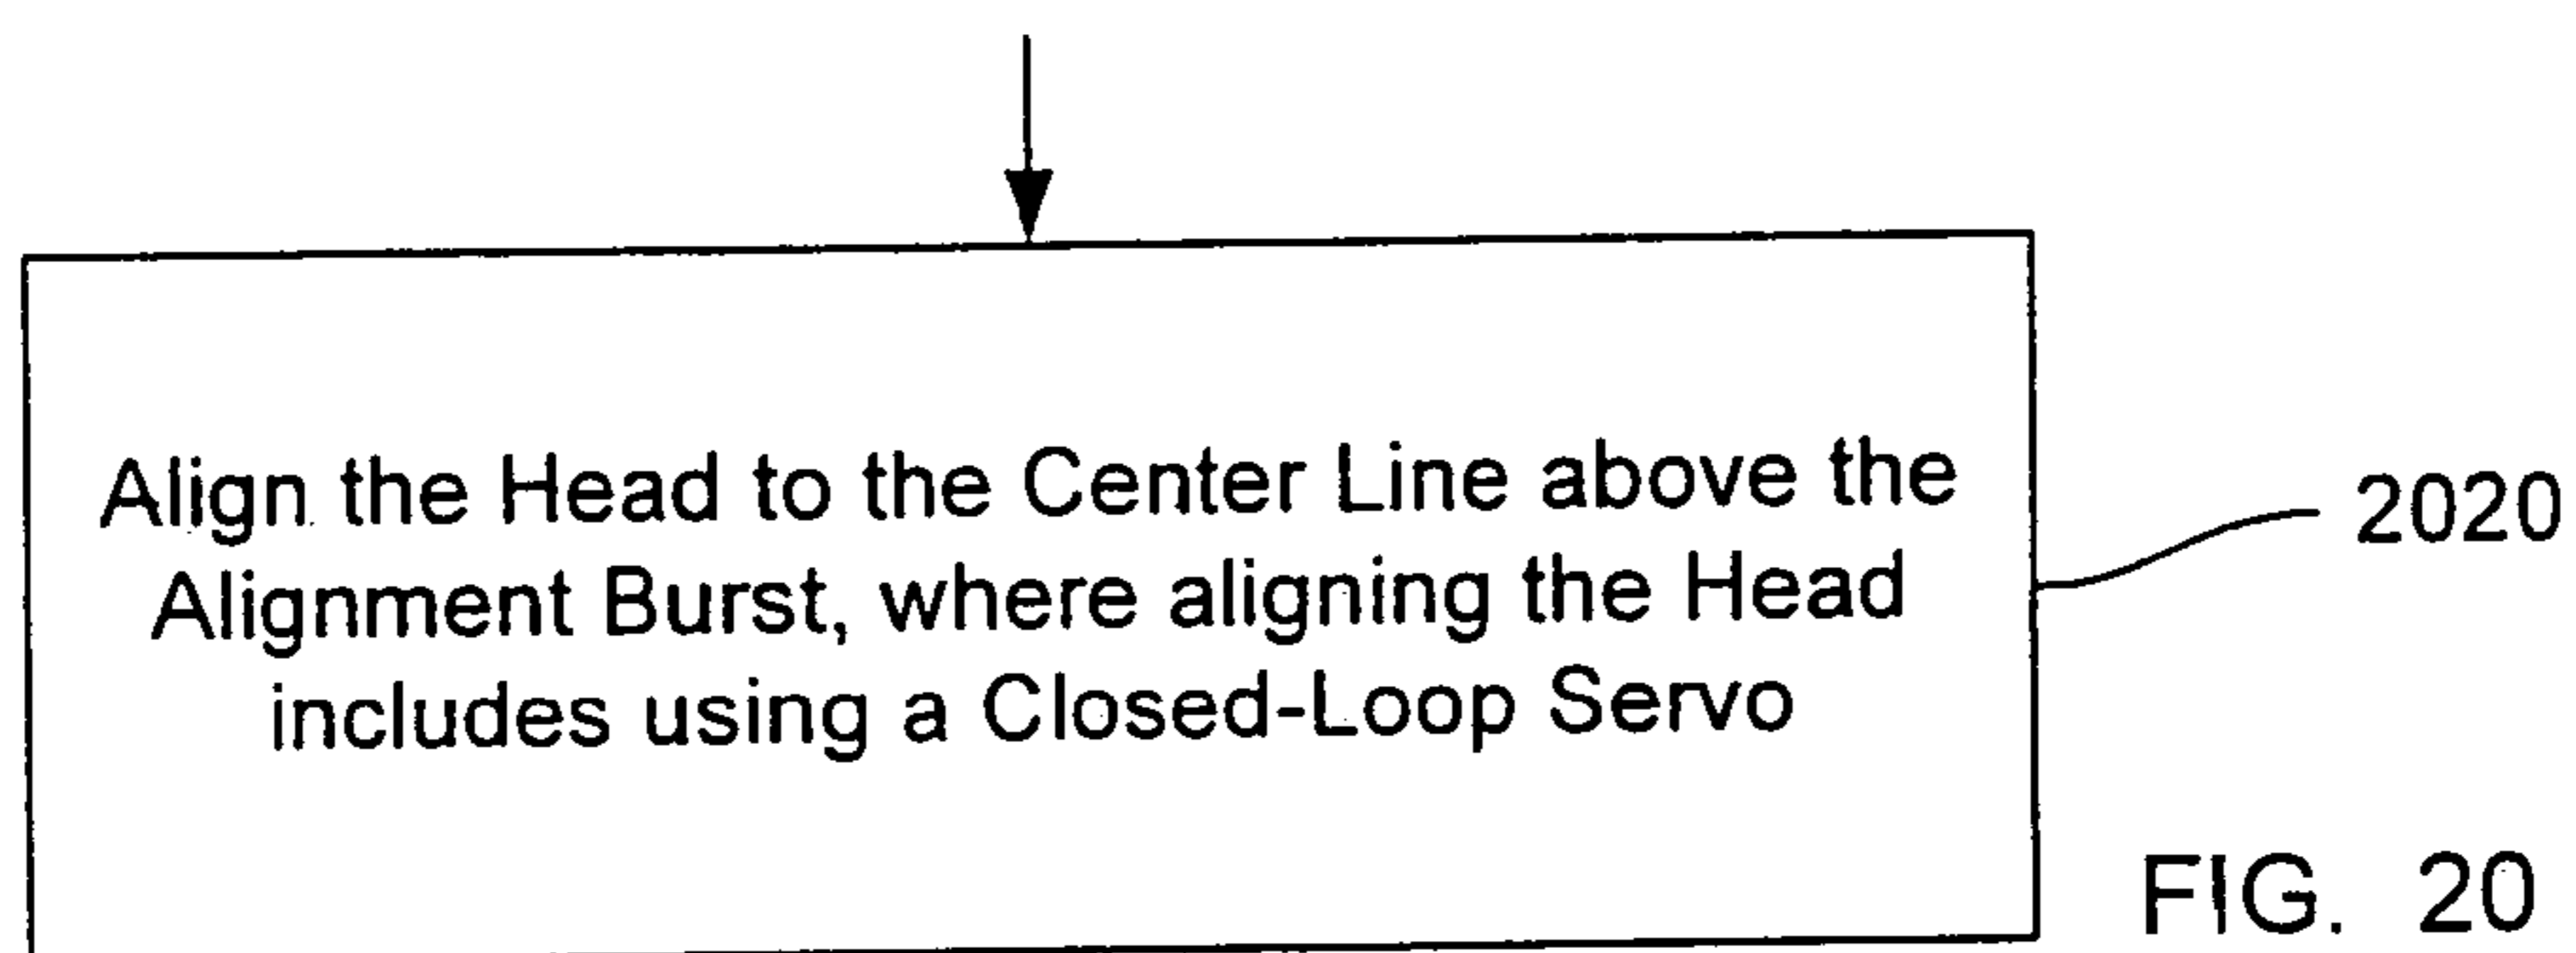 Align the Head to the Center Line above the
Alignment Burst, where aligning the Head
includes using a Closed-Loop Servo
2020
FIG. 20